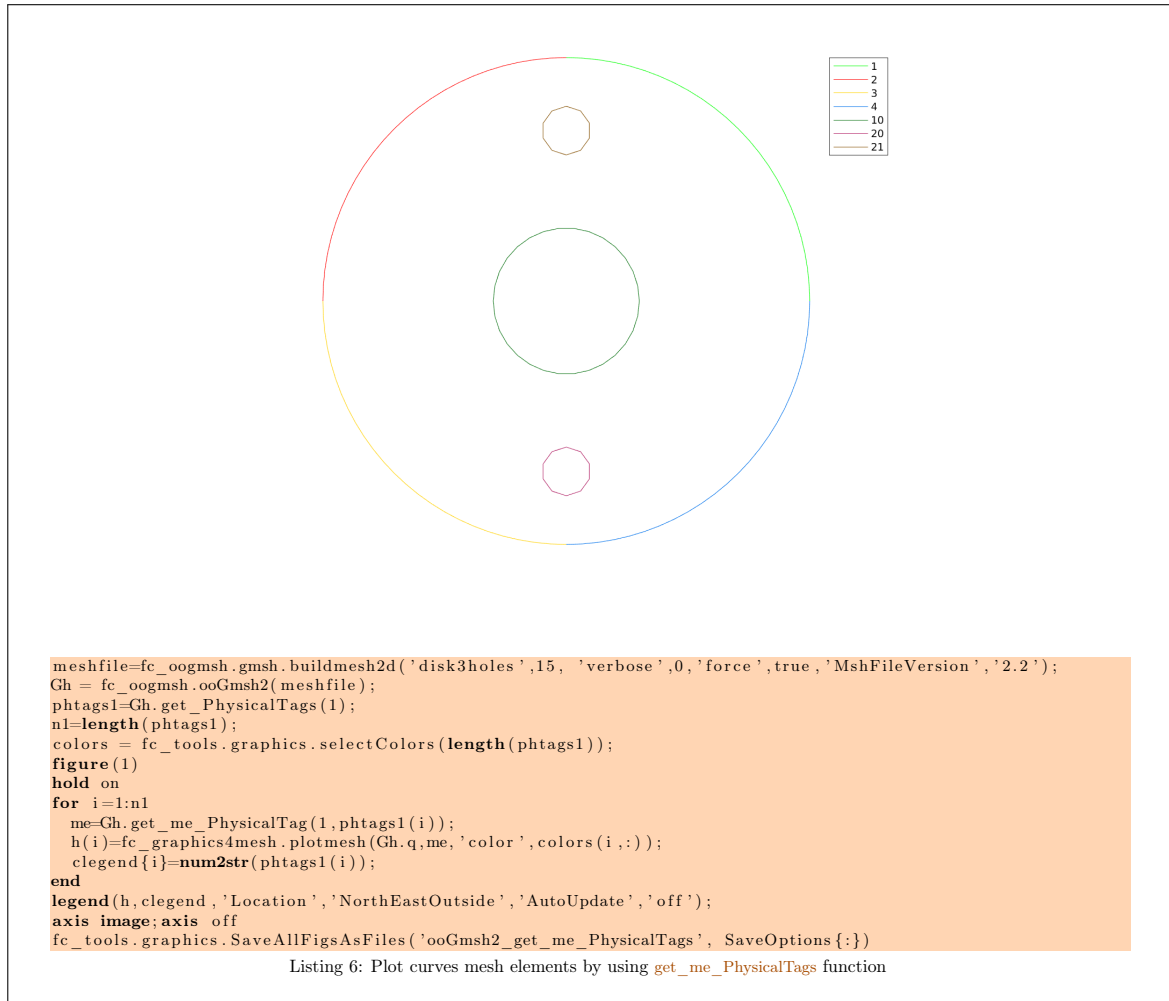 1
2
3
4
10
20
21
meshfile=fc_oogmsh.gmsh.buildmesh2d('disk3holes',15, 'verbose',0,'force',true,'MshFileVersion','2.2');
Gh = fc_oogmsh.ooGmsh2(meshfile);
phtags1=Gh.get_PhysicalTags(1);
n1=length(phtags1);
colors = fc_tools.graphics.selectColors(length(phtags1));
figure(1)
hold on
for i=1:n1
  me=Gh.get_me_PhysicalTag(1,phtags1(i));
  h(i)=fc_graphics4mesh.plotmesh(Gh.q,me,'color',colors(i,:));
  clegend{i}=num2str(phtags1(i));
end
legend(h,clegend,'Location','NorthEastOutside','AutoUpdate','off');
axis image;axis off
fc_tools.graphics.SaveAllFigsAsFiles('ooGmsh2_get_me_PhysicalTags', SaveOptions{:})
Listing 6: Plot curves mesh elements by using get_me_PhysicalTags function